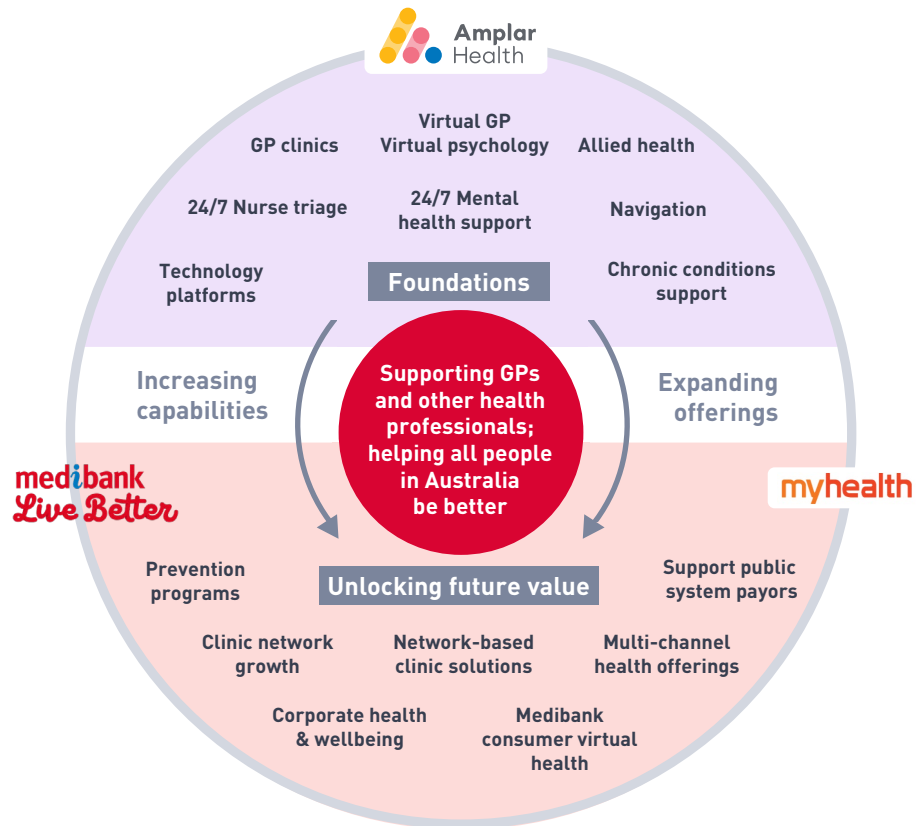 Amplar
Health
GP clinics
Virtual GP
Virtual psychology
Allied health
24/7 Nurse triage
24/7 Mental
health support
Navigation
Technology
platforms
Foundations
Chronic conditions
support
Increasing
capabilities
Supporting GPs
and other health
professionals;
helping all people
in Australia
be better
Expanding
offerings
medibank
Live Better
myhealth
Prevention
programs
Unlocking future value
Support public
system payors
Clinic network
growth
Network-based
clinic solutions
Multi-channel
health offerings
Corporate health
& wellbeing
Medibank
consumer virtual
health